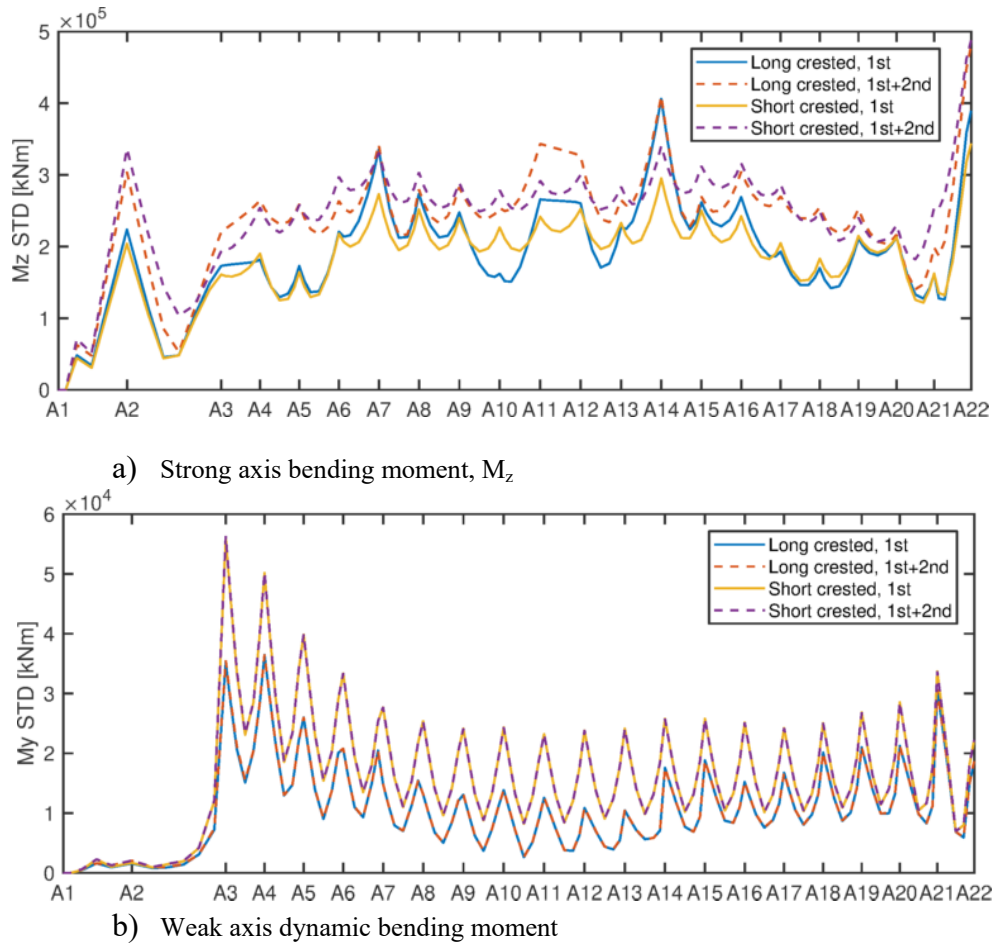 ×10⁵
5
4
3
2
1
0
Mz STD [kNm]
Long crested, 1st
Long crested, 1st+2nd
Short crested, 1st
Short crested, 1st+2nd
A1 A2 A3 A4 A5 A6 A7 A8 A9 A10 A11 A12 A13 A14 A15 A16 A17 A18 A19 A20 A21 A22
a) Strong axis bending moment, M₂
×10⁴
6
5
4
3
2
1
0
My STD [kNm]
Long crested, 1st
Long crested, 1st+2nd
Short crested, 1st
Short crested, 1st+2nd
A1 A2 A3 A4 A5 A6 A7 A8 A9 A10 A11 A12 A13 A14 A15 A16 A17 A18 A19 A20 A21 A22
b) Weak axis dynamic bending moment